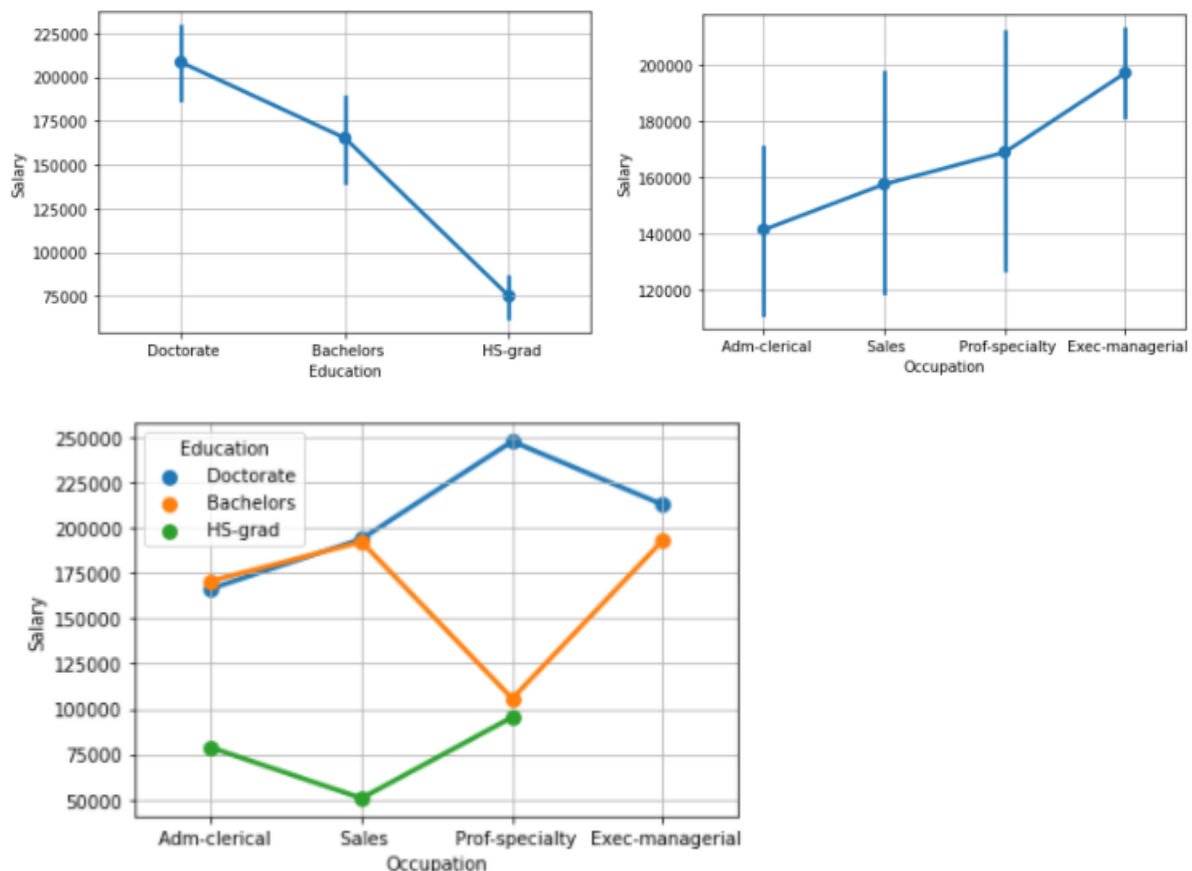 225000
200000
175000
150000
125000
100000
75000
Salary
Doctorate Bachelors HS-grad
Education
200000
180000
160000
140000
120000
Salary
Adm-clerical Sales Prof-specialty Exec-managerial
Occupation
250000
225000
200000
175000
150000
125000
100000
75000
50000
Salary
Education
Doctorate
Bachelors
HS-grad
Adm-clerical Sales Prof-specialty Exec-managerial
Occupation